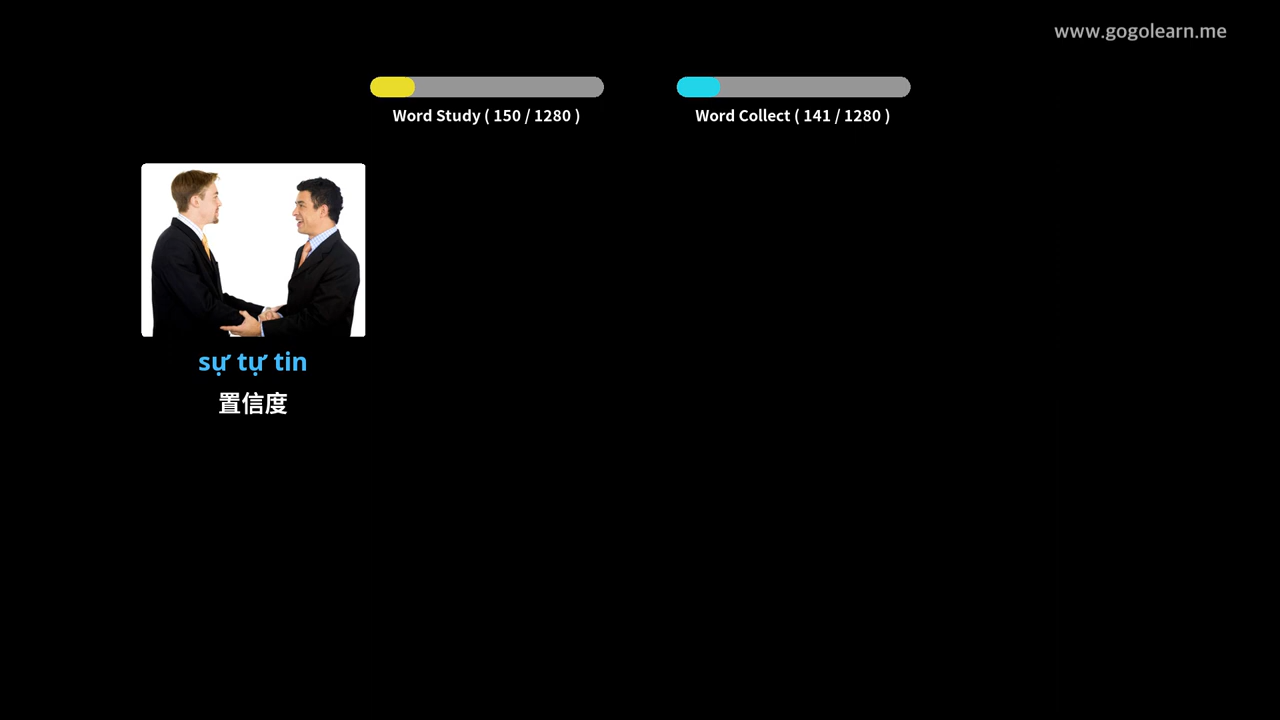 www.gogolearn.me
Word Study ( 150 / 1280 )
Word Collect ( 141 / 1280 )
sự tự tin
置信度